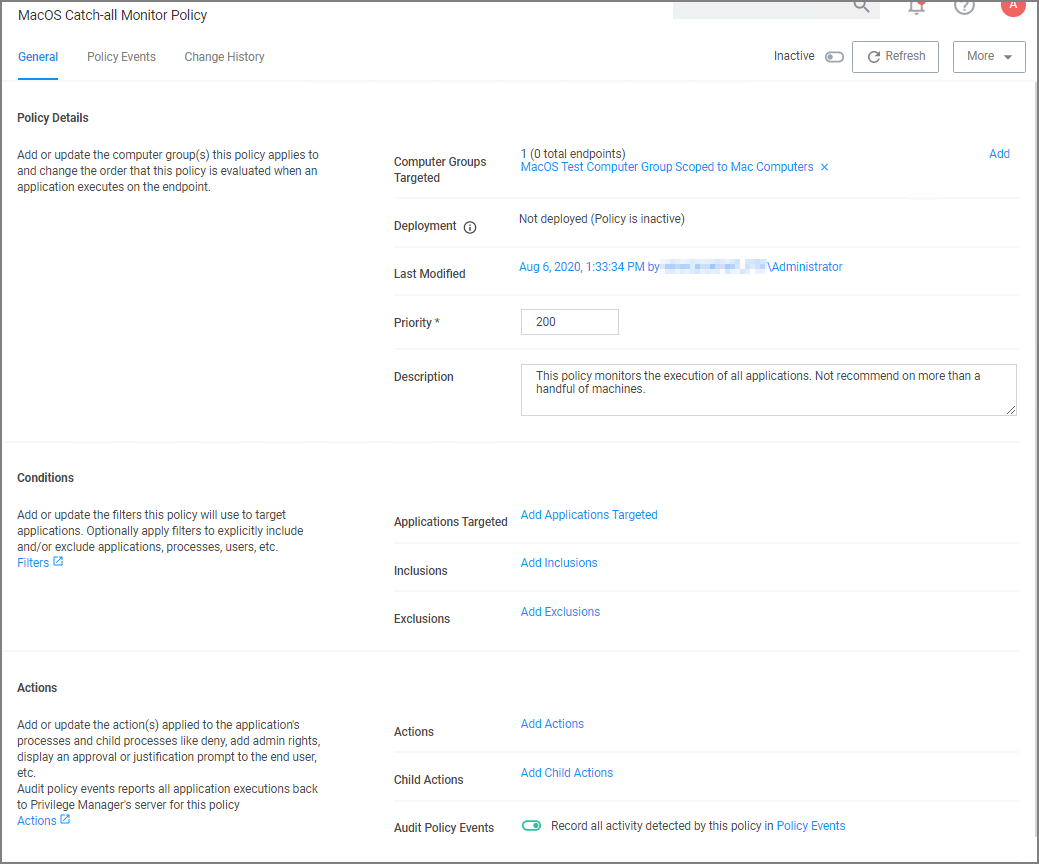 MacOS Catch-all Monitor Policy
A
General
Policy Events
Change History
Inactive
Refresh
More
Policy Details
Add or update the computer group(s) this policy applies to
and change the order that this policy is evaluated when an
application executes on the endpoint.
Computer Groups
Targeted
1 (0 total endpoints)
MacOS Test Computer Group Scoped to Mac Computers ×
Add
Deployment
Not deployed (Policy is inactive)
Last Modified
Aug 6, 2020, 1:33:34 PM by \Administrator
Priority *
200
Description
This policy monitors the execution of all applications. Not recommend on more than a
handful of machines.
Conditions
Add or update the filters this policy will use to target
applications. Optionally apply filters to explicitly include
and/or exclude applications, processes, users, etc.
Filters
Applications Targeted
Add Applications Targeted
Inclusions
Add Inclusions
Exclusions
Add Exclusions
Actions
Add or update the action(s) applied to the application's
processes and child processes like deny, add admin rights,
display an approval or justification prompt to the end user,
etc.
Audit policy events reports all application executions back
to Privilege Manager's server for this policy
Actions
Actions
Add Actions
Child Actions
Add Child Actions
Audit Policy Events
Record all activity detected by this policy in Policy Events